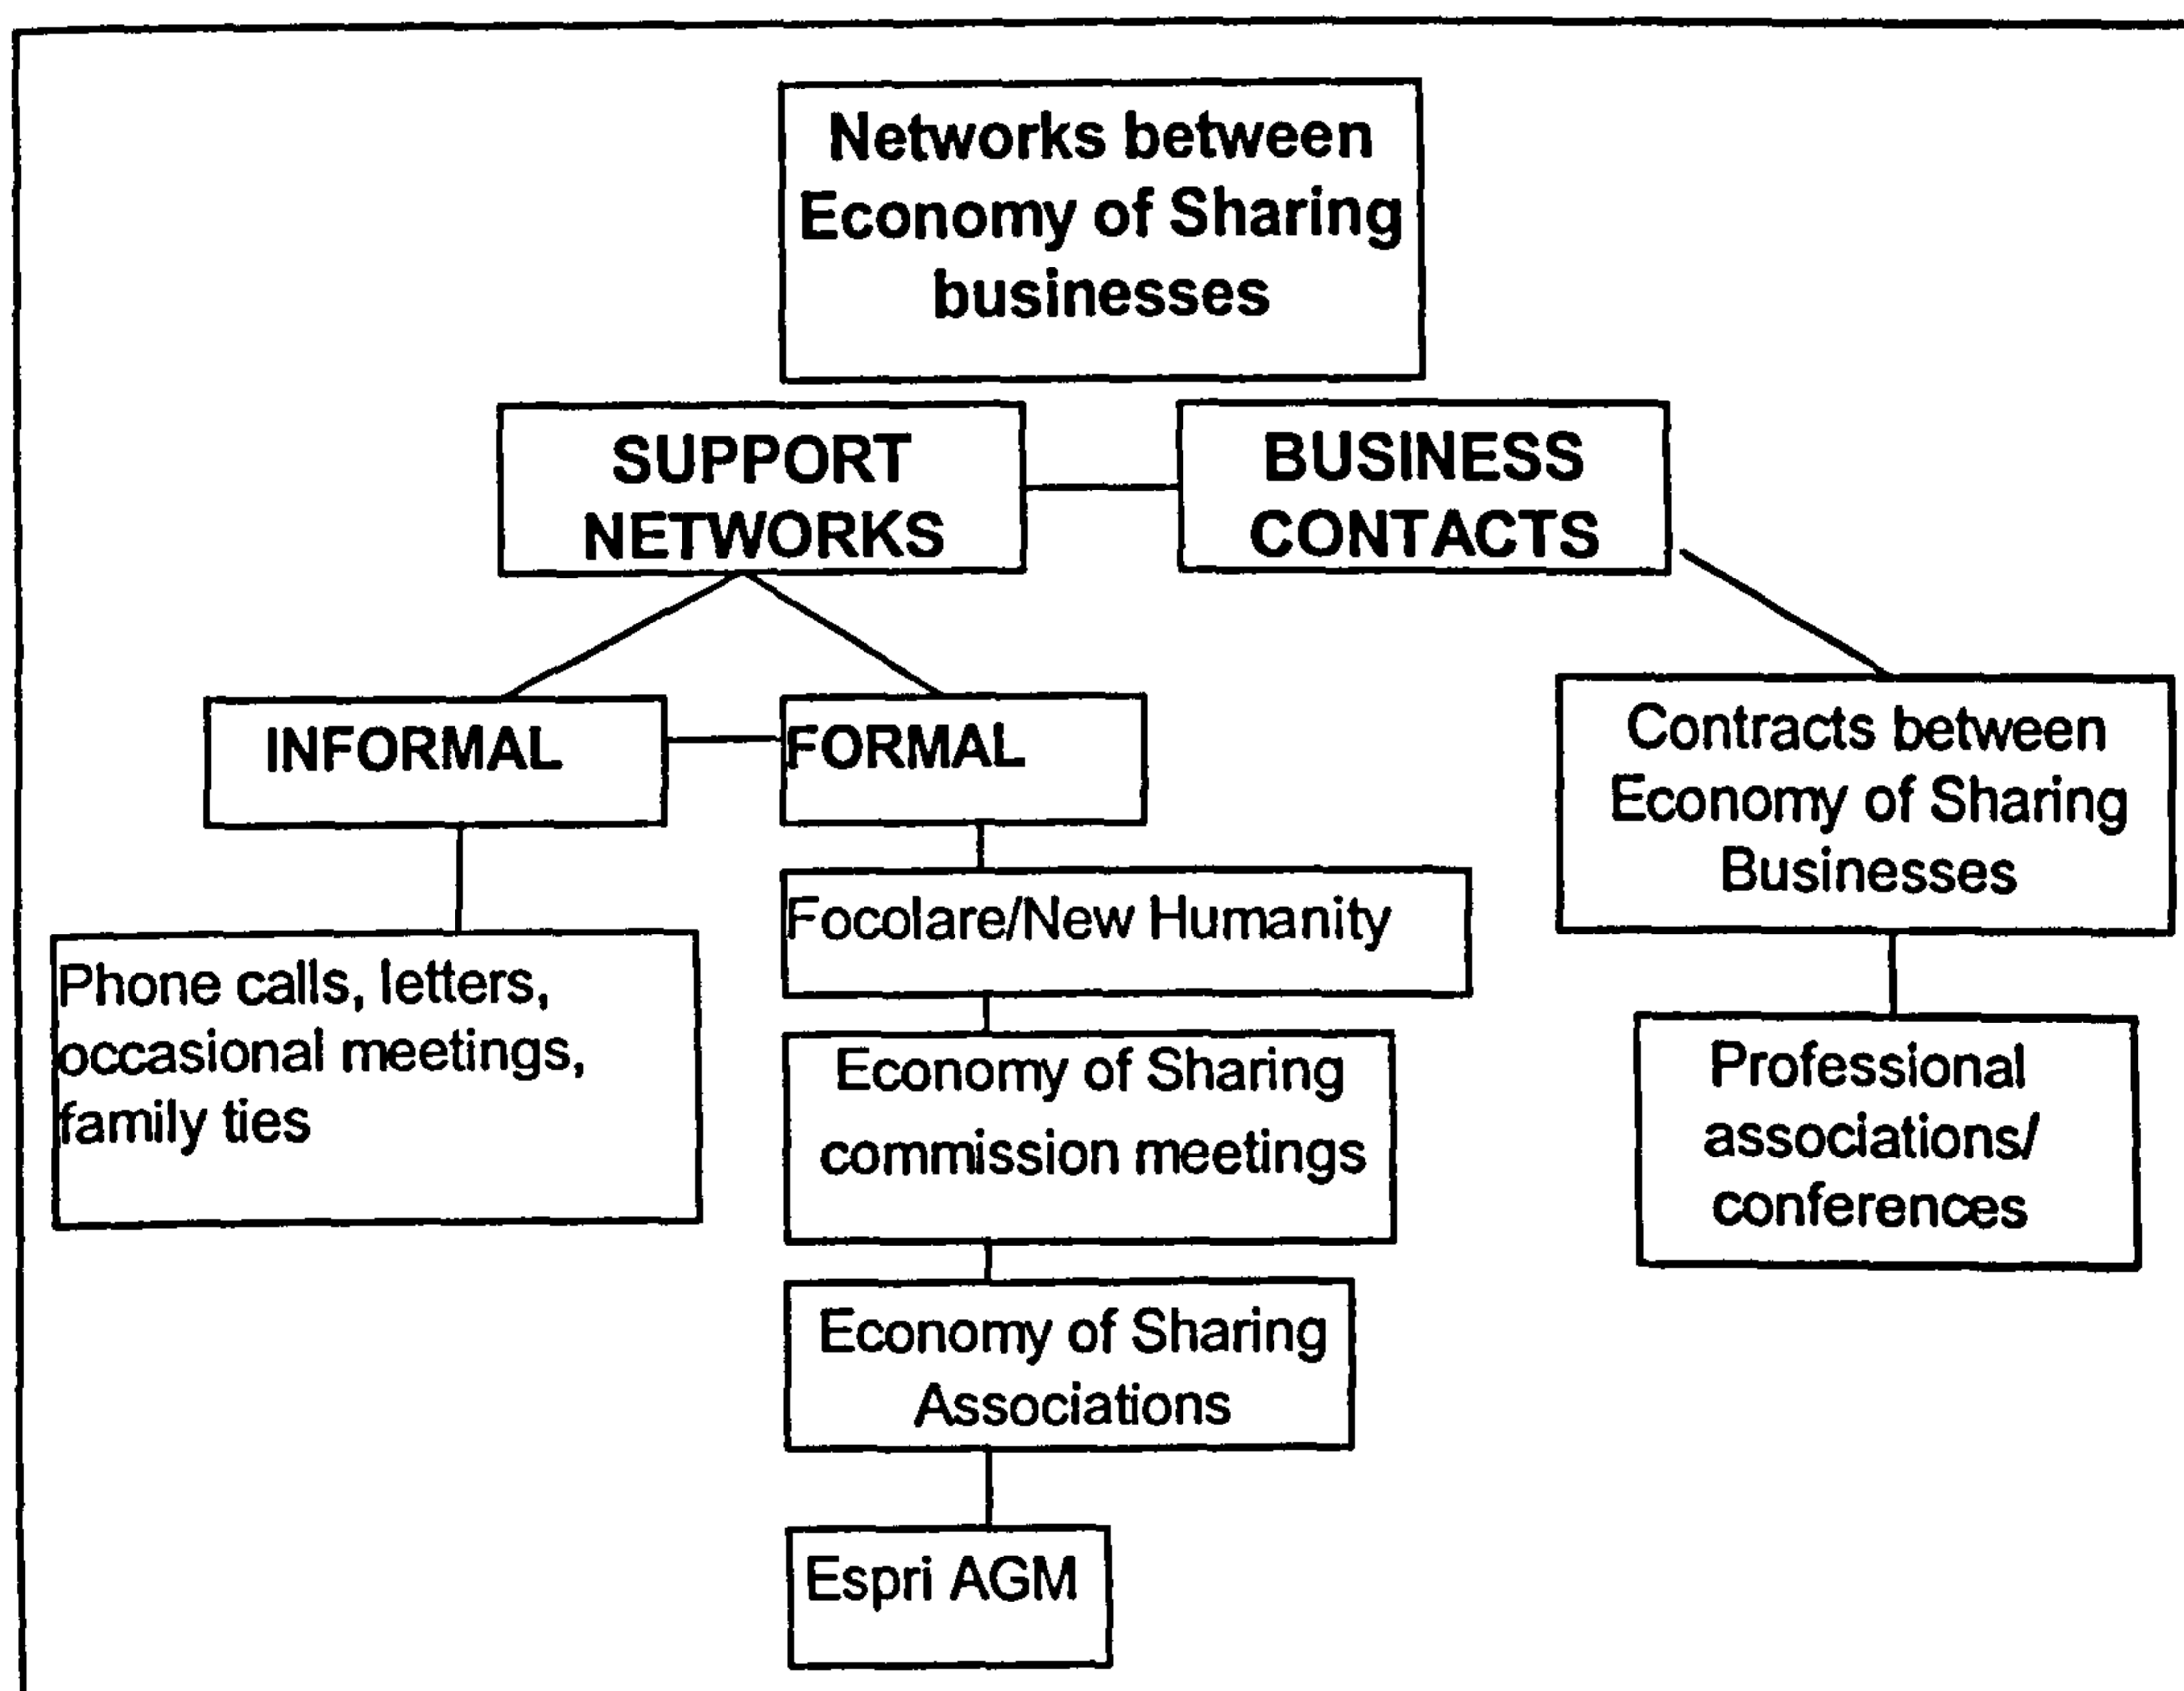 Networks between
Economy of Sharing
businesses
SUPPORT
NETWORKS
BUSINESS
CONTACTS
INFORMAL
FORMAL
Contracts between
Economy of Sharing
Businesses
Phone calls, letters,
occasional meetings,
family ties
Focolare/New Humanity
Economy of Sharing
commission meetings
Economy of Sharing
Associations
Espri AGM
Professional
associations/
conferences